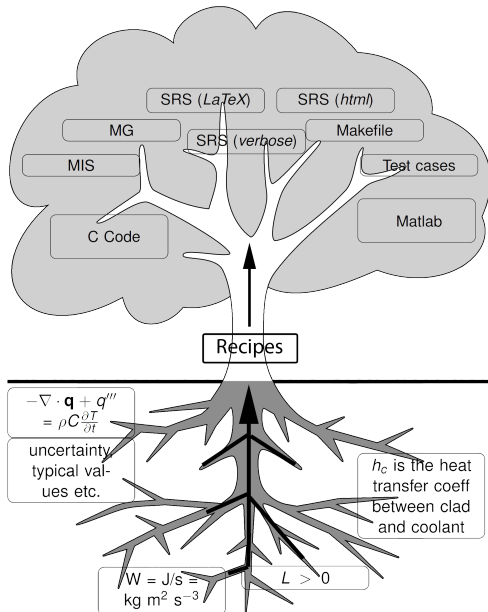 SRS (LaTeX)
SRS (html)
MG
SRS (verbose)
Makefile
MIS
Test cases
C Code
Matlab
Recipes
−∇ · q + q′′′
= ρC ∂T/∂t
uncertainty,
typical val-
ues etc.
h_c is the heat
transfer coeff
between clad
and coolant
W = J/s =
kg m² s⁻³
L > 0